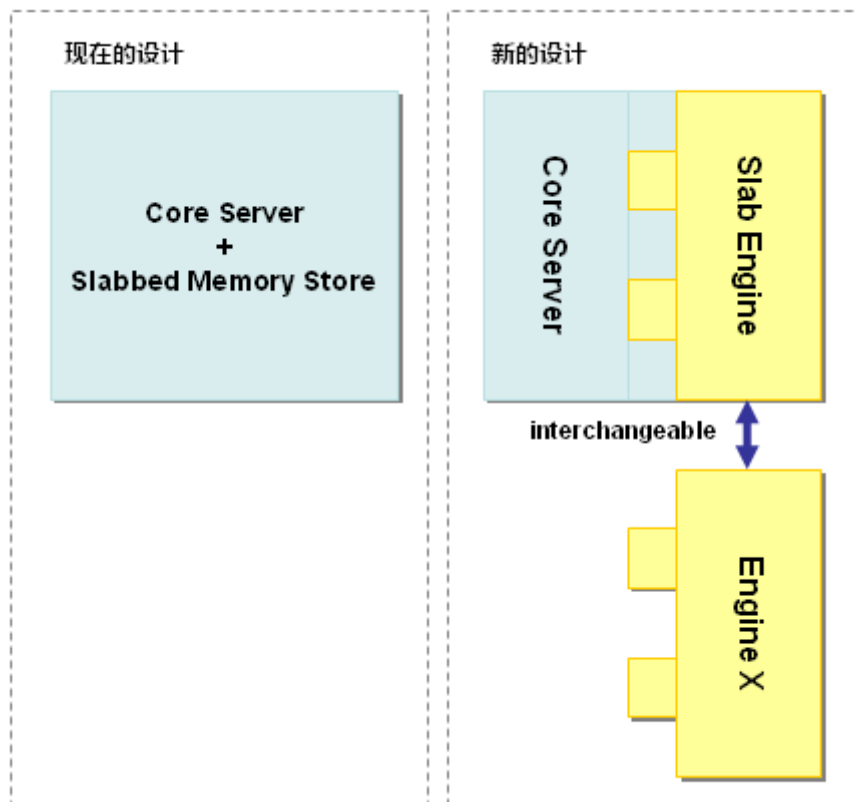 现在的设计
Core Server
+
Slabbed Memory Store
新的设计
Core Server
Slab Engine
interchangeable
Engine X